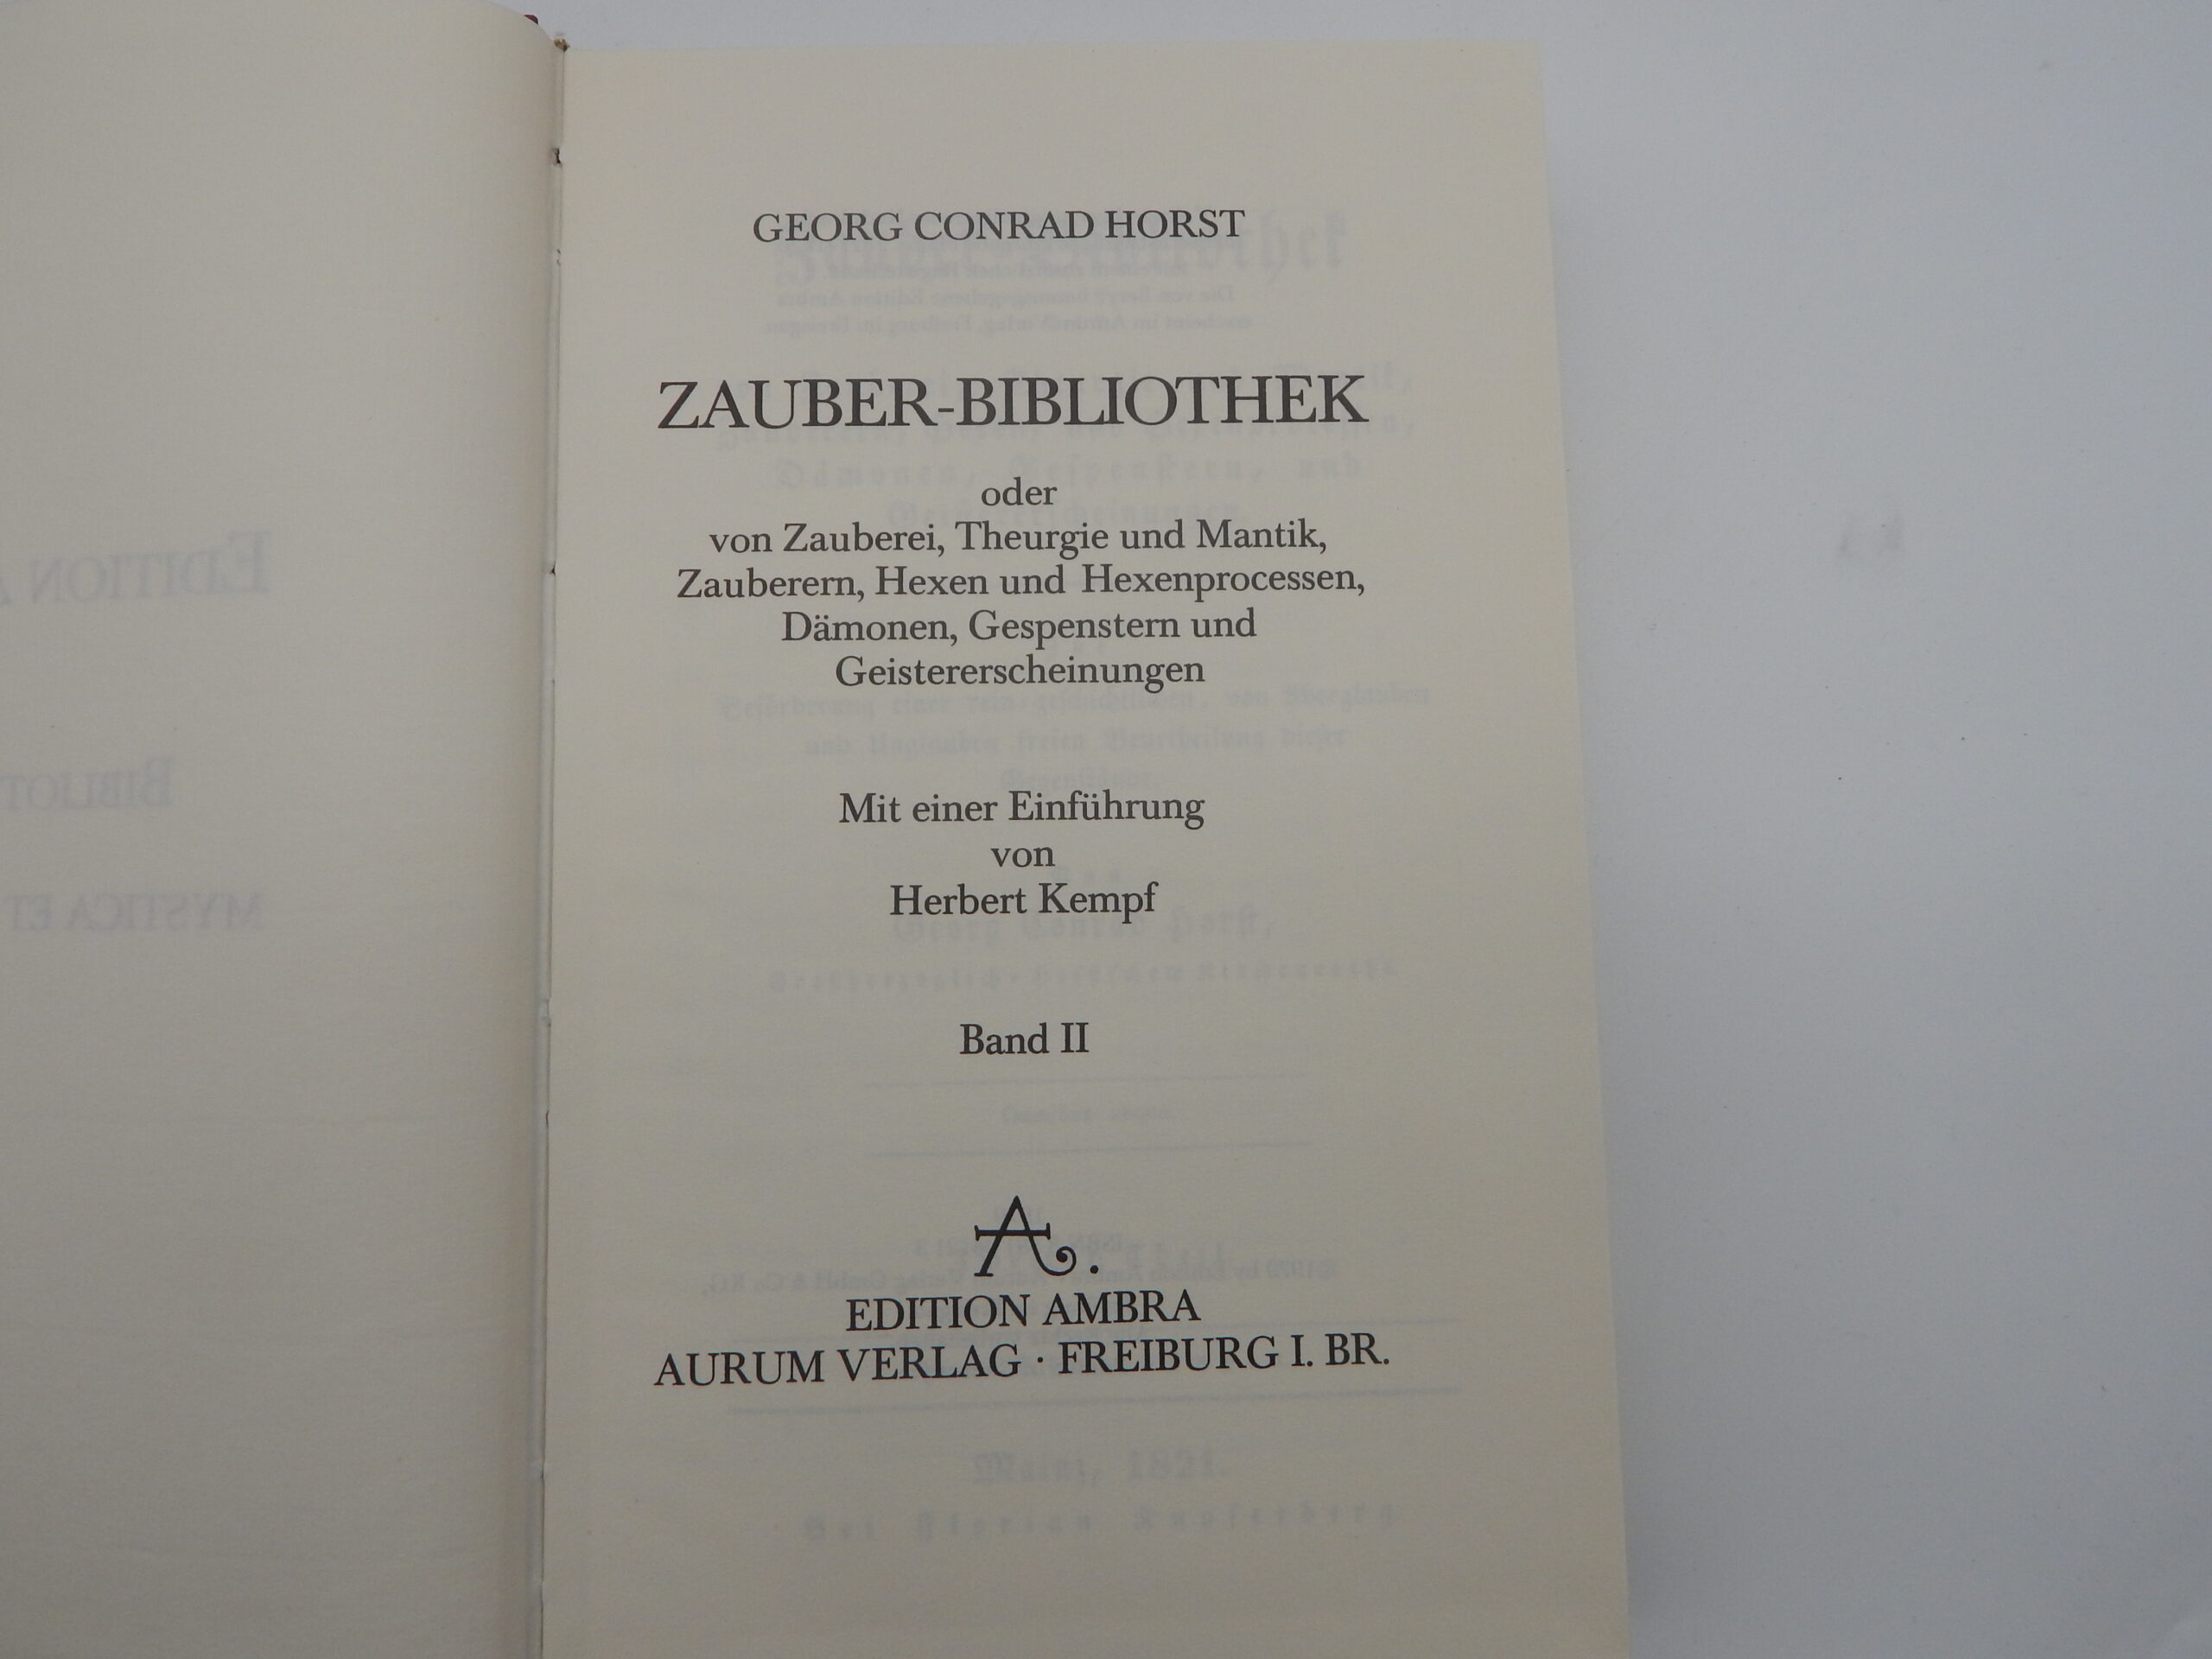 GEORG CONRAD HORST
ZAUBER-BIBLIOTHEK
oder
von Zauberei, Theurgie und Mantik,
Zauberern, Hexen und Hexenprocessen,
Dämonen, Gespenstern und
Geistererscheinungen
Mit einer Einführung
von
Herbert Kempf
Band II
A.
EDITION AMBRA
AURUM VERLAG · FREIBURG I. BR.